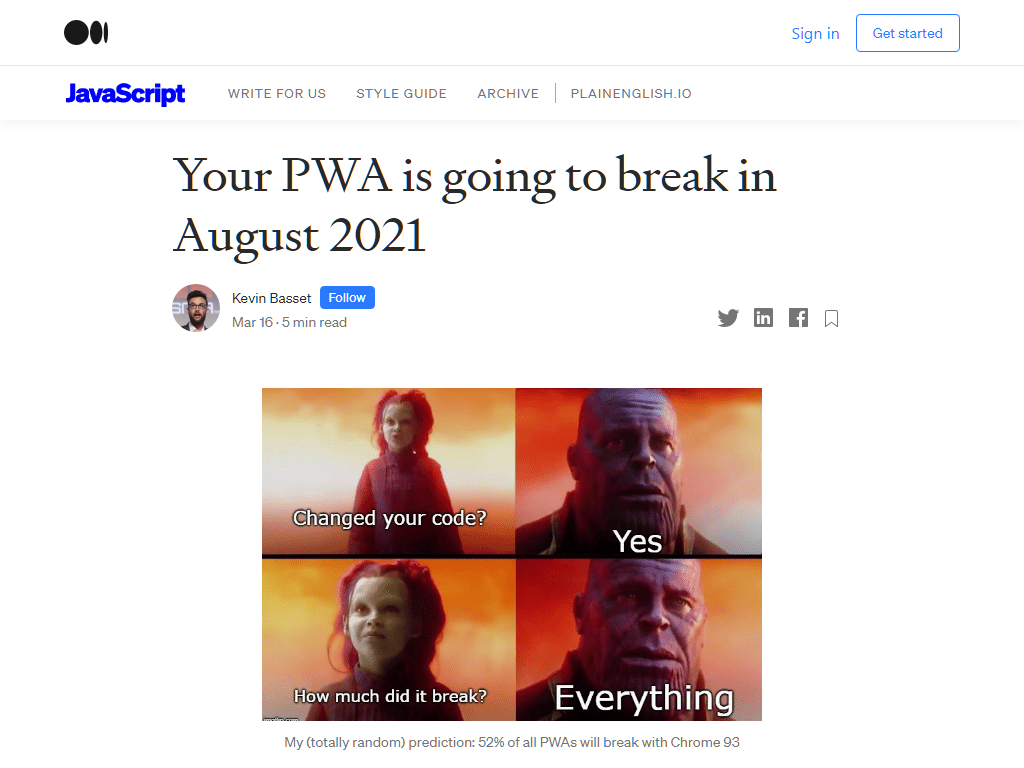 Sign in
Get started
JavaScript
WRITE FOR US
STYLE GUIDE
ARCHIVE
PLAINENGLISH.IO
Your PWA is going to break in
August 2021
Kevin Basset
Follow
Mar 16 · 5 min read
Changed your code?
Yes
How much did it break?
Everything
My (totally random) prediction: 52% of all PWAs will break with Chrome 93